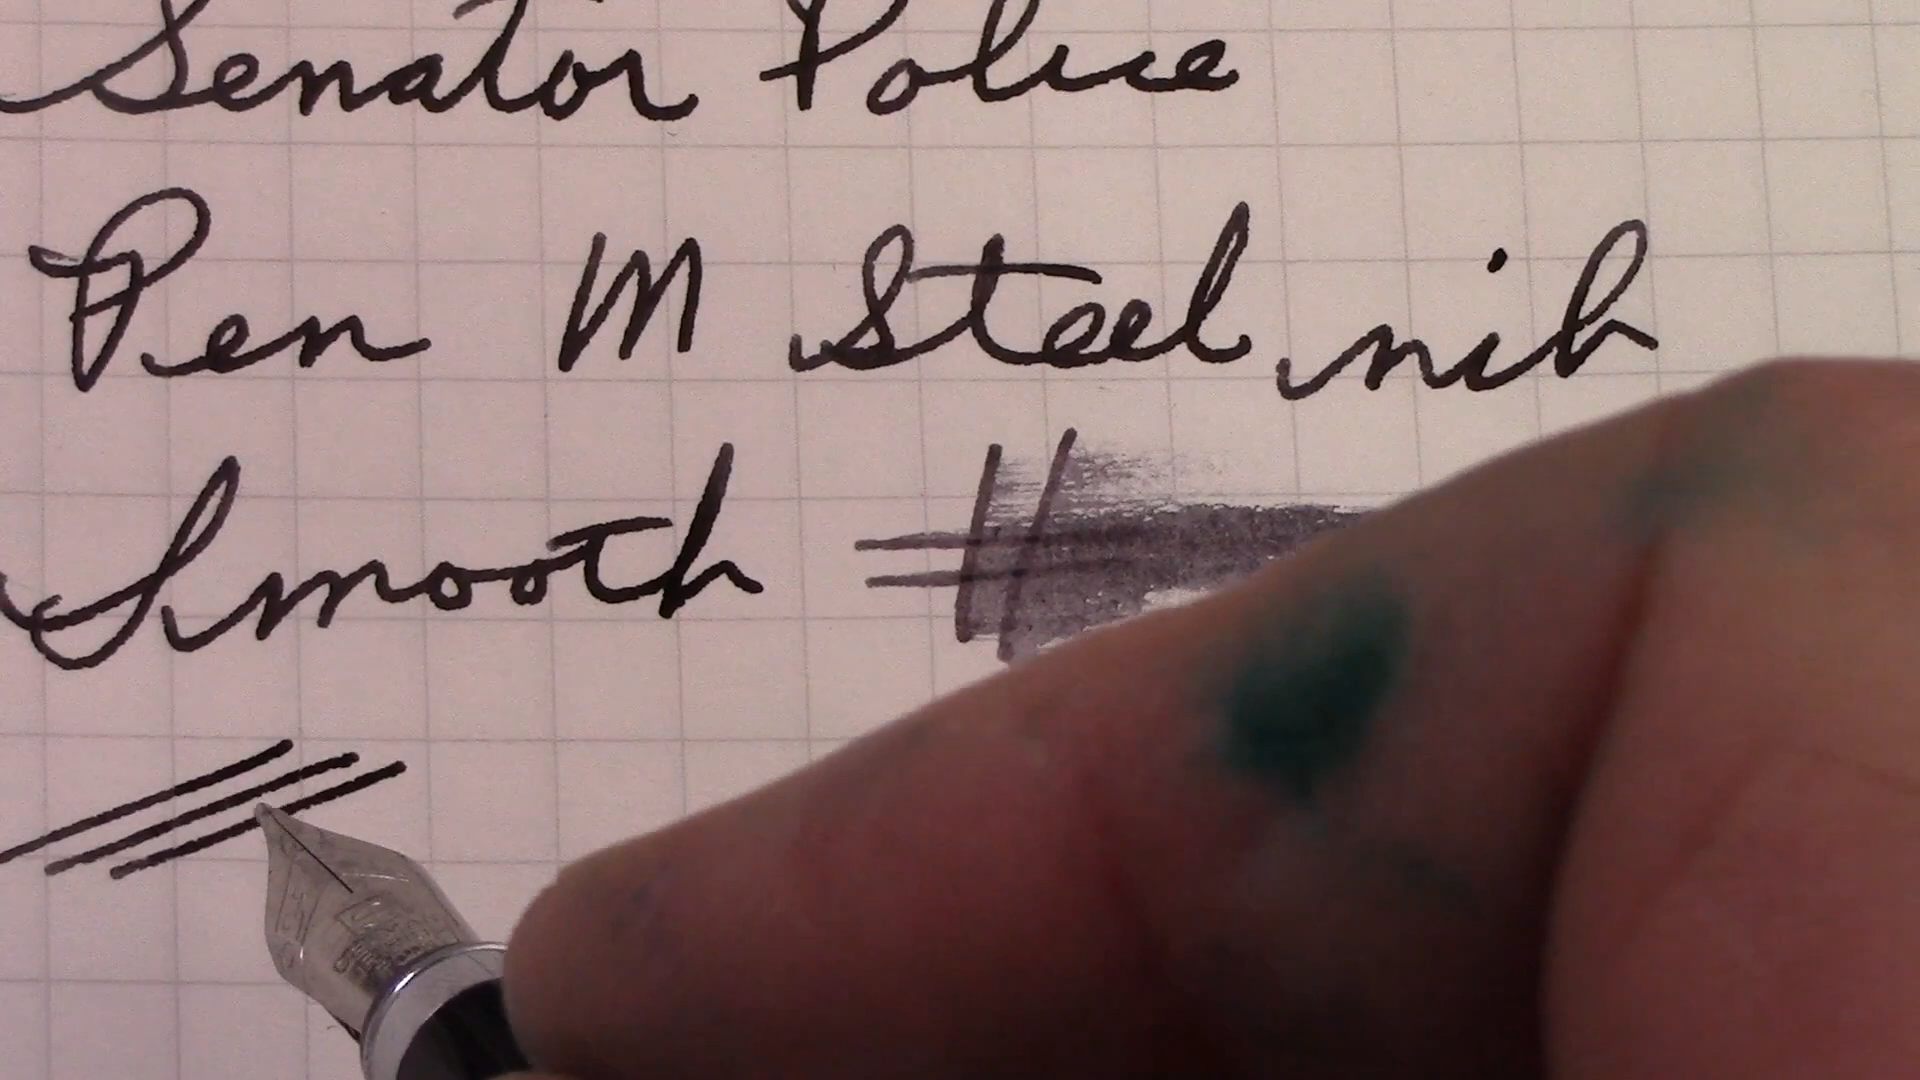 Senator Police
Pen M Steel nib
Smooth